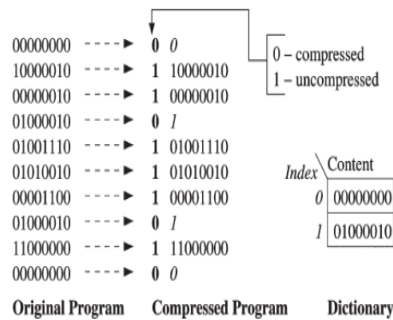 00000000 0 0
10000010 1 10000010
00000010 1 00000010
01000010 0 1
01001110 1 01001110
01010010 1 01010010
00001100 1 00001100
01000010 0 1
11000000 1 11000000
00000000 0 0
0 – compressed
1 – uncompressed
Index Content
0 00000000
1 01000010
Original Program Compressed Program Dictionary